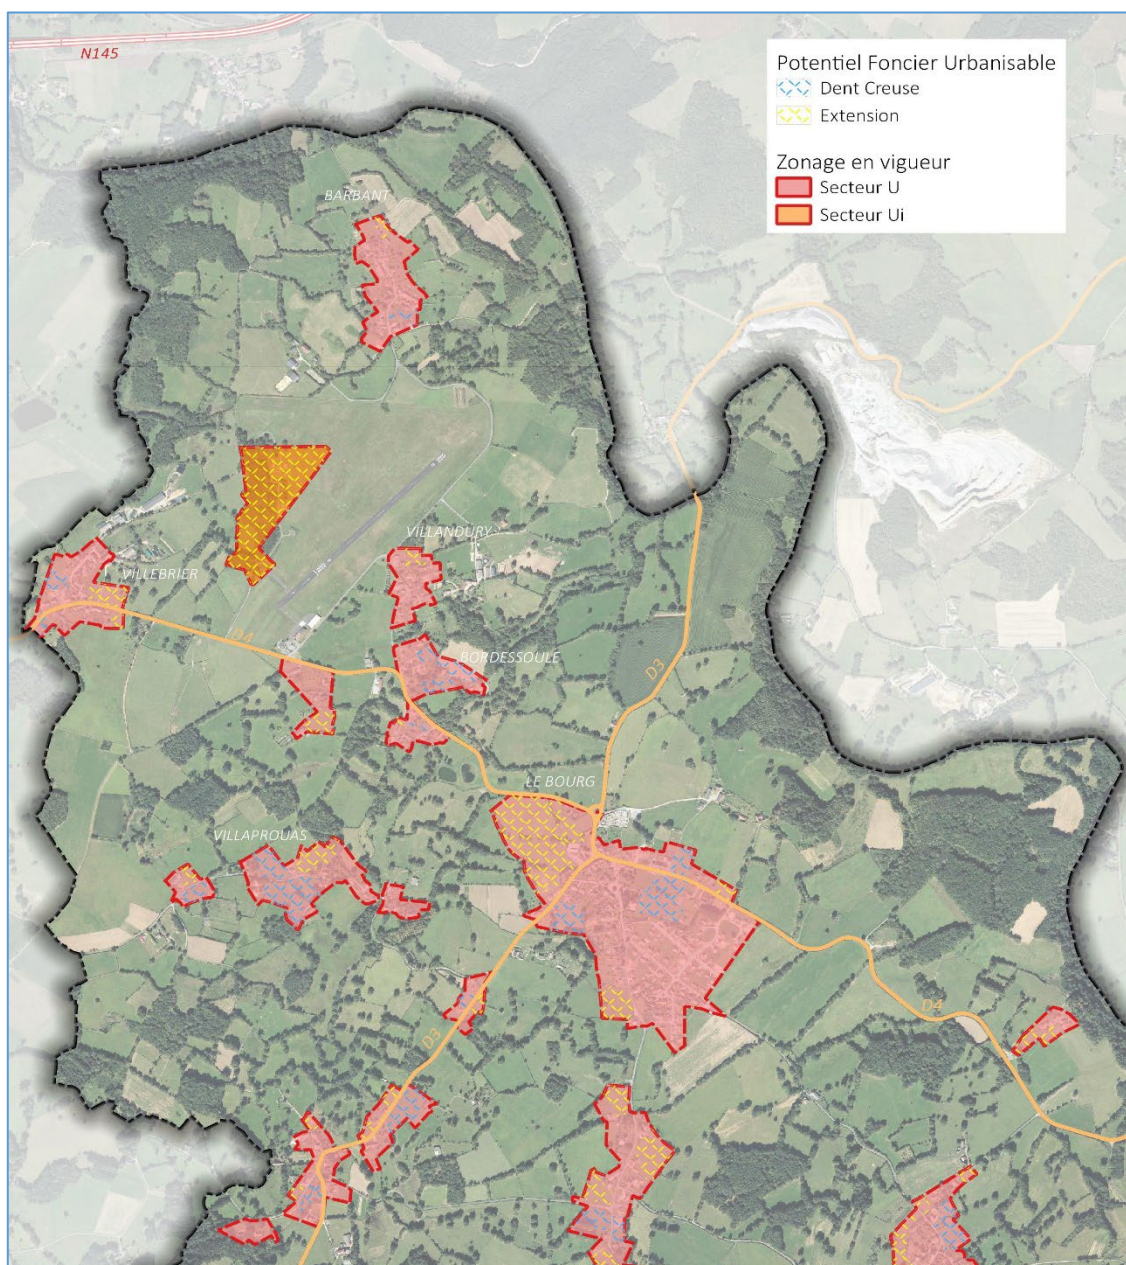 N145
Potentiel Foncier Urbanisable
Dent Creuse
Extension
Zonage en vigueur
Secteur U
Secteur Ui
BARBANT
VILLANDURY
VILLEBRIER
D4
BORDESSOULE
D3
LE BOURG
VILLAPROUAS
D3
D4